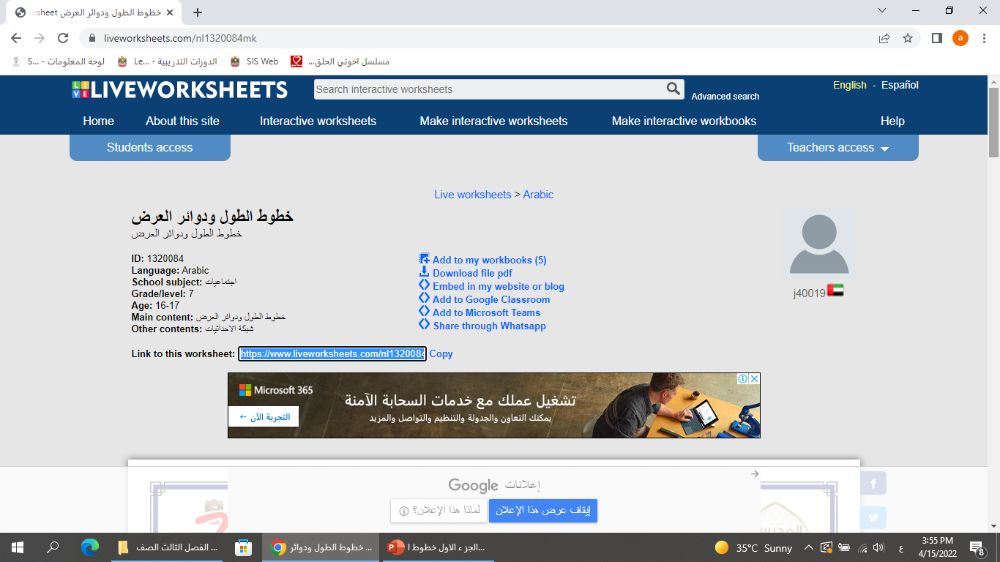 خطوط الطول ودوائر العرض ksheet
liveworksheets.com/nl1320084mk
S... - لوحة المعلومات
Le... - الدورات التدريبية
SIS Web
مسلسل اخوتي الحلق...
a
LIVE LIVEWORKSHEETS
Search interactive worksheets
Advanced search
English - Español
Home
About this site
Interactive worksheets
Make interactive worksheets
Make interactive workbooks
Help
Students access
Teachers access
Live worksheets > Arabic
خطوط الطول ودوائر العرض
خطوط الطول ودوائر العرض
ID: 1320084
Language: Arabic
School subject: اجتماعيات
Grade/level: 7
Age: 16-17
Main content: خطوط الطول ودوائر العرض
Other contents: شبكة الاحداثيات
Add to my workbooks (5)
Download file pdf
Embed in my website or blog
Add to Google Classroom
Add to Microsoft Teams
Share through Whatsapp
j40019
Link to this worksheet: https://www.liveworksheets.com/nl1320084 Copy
Microsoft 365
تشغيل عملك مع خدمات السحابة الآمنة
يمكنك التعاون والجدولة والتنظيم والتواصل والمزيد
التجربة الآن
إعلانات Google
إيقاف عرض هذا الإعلان
لماذا هذا الإعلان؟
الفصل الثالث الصف ...
خطوط الطول ودوائر ...
الجزء الاول خطوط ا...
35°C Sunny
ع
3:55 PM
4/15/2022
8